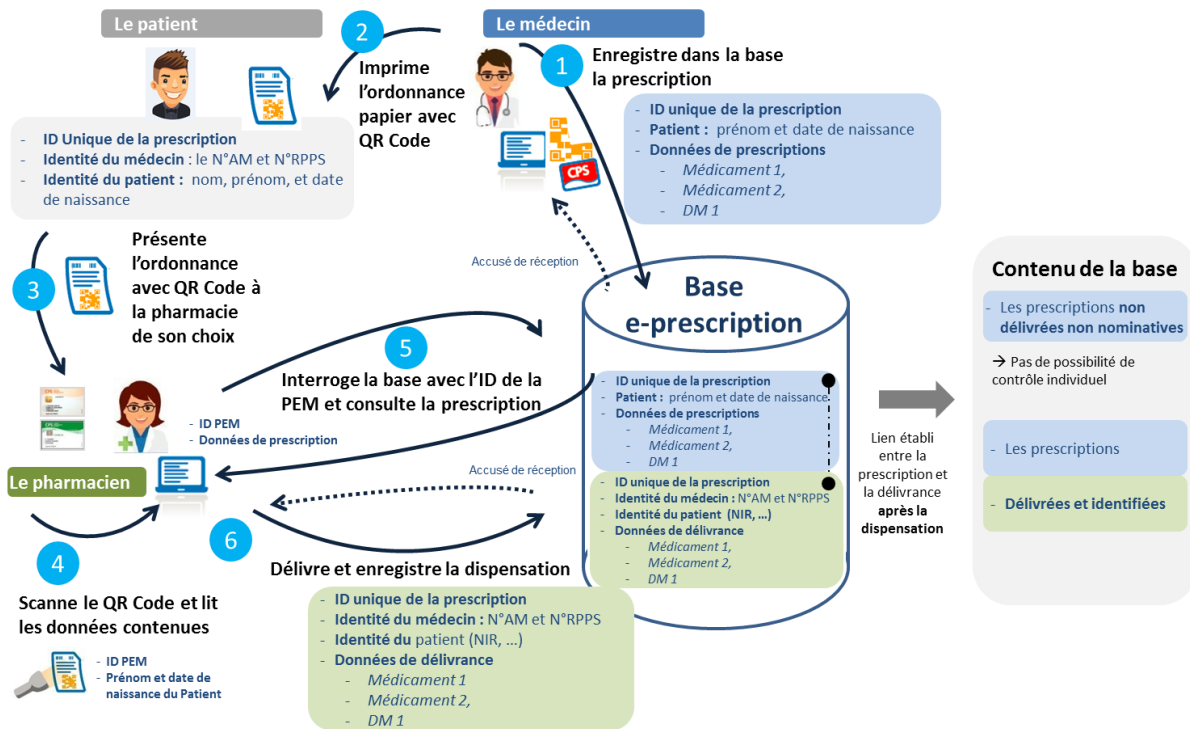 Le patient
Le médecin
2
Imprime
l'ordonnance
papier avec
QR Code
1
Enregistre dans la base
la prescription
- ID unique de la prescription
- Patient : prénom et date de naissance
- Données de prescriptions
- Médicament 1,
- Médicament 2,
- DM 1
CPS
- ID Unique de la prescription
- Identité du médecin : le N°AM et N°RPPS
- Identité du patient : nom, prénom, et date
de naissance
3
Présente
l'ordonnance
avec QR Code à
la pharmacie
de son choix
Accusé de réception
Base
e-prescription
5
Interroge la base avec l'ID de la
PEM et consulte la prescription
- ID PEM
- Données de prescription
Le pharmacien
Accusé de réception
- ID unique de la prescription
- Patient : prénom et date de naissance
- Données de prescriptions
- Médicament 1,
- Médicament 2,
- DM 1
- ID unique de la prescription
- Identité du médecin : N°AM et N°RPPS
- Identité du patient (NIR, ...)
- Données de délivrance
- Médicament 1,
- Médicament 2,
- DM 1
Lien établi
entre la
prescription et
la délivrance
après la
dispensation
Contenu de la base
- Les prescriptions non
délivrées non nominatives
→ Pas de possibilité de
contrôle individuel
- Les prescriptions
- Délivrées et identifiées
4
Scanne le QR Code et lit
les données contenues
- ID PEM
- Prénom et date de
naissance du Patient
6
Délivre et enregistre la dispensation
- ID unique de la prescription
- Identité du médecin : N°AM et N°RPPS
- Identité du patient (NIR, ...)
- Données de délivrance
- Médicament 1
- Médicament 2,
- DM 1